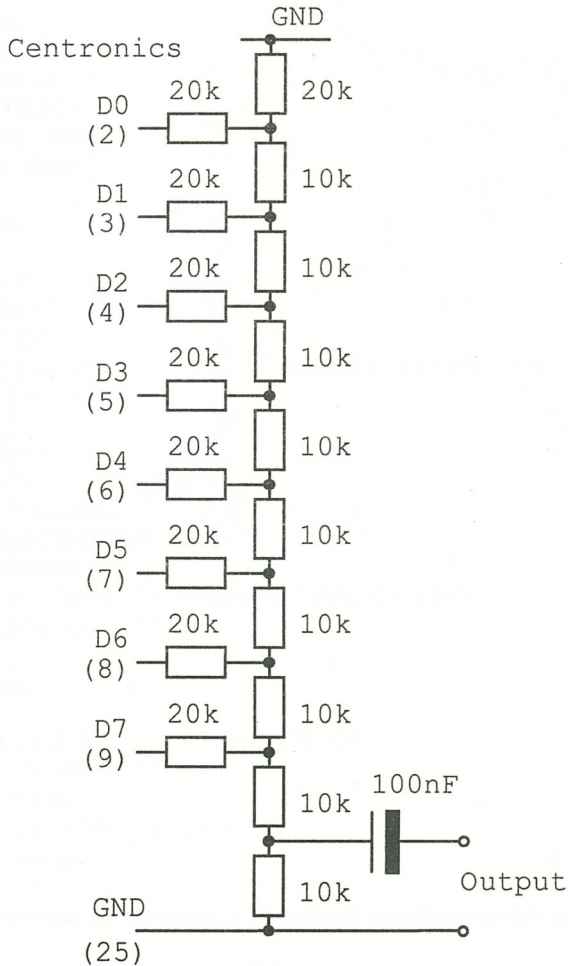 GND
Centronics
20k 20k
D0
(2)
20k 10k
D1
(3)
20k 10k
D2
(4)
20k 10k
D3
(5)
20k 10k
D4
(6)
20k 10k
D5
(7)
20k 10k
D6
(8)
20k 10k
D7
(9)
100nF
10k
Output
10k
GND
(25)